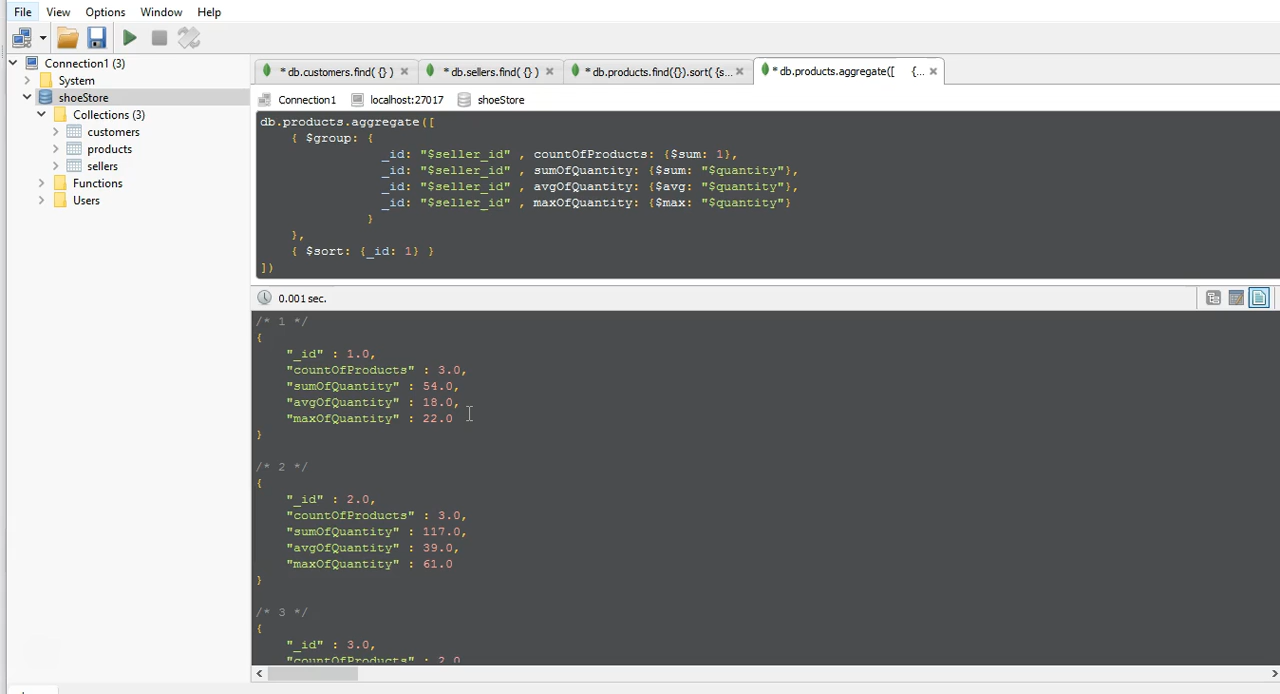 File View Options Window Help
Connection1 (3)
System
shoeStore
Collections (3)
customers
products
sellers
Functions
Users
* db.customers.find( {} ) * db.sellers.find( {} ) * db.products.find({}).sort( {s... * db.products.aggregate([ {...
Connection1 localhost:27017 shoeStore
db.products.aggregate([
{ $group: {
_id: "$seller_id" , countOfProducts: {$sum: 1},
_id: "$seller_id" , sumOfQuantity: {$sum: "$quantity"},
_id: "$seller_id" , avgOfQuantity: {$avg: "$quantity"},
_id: "$seller_id" , maxOfQuantity: {$max: "$quantity"}
}
},
{ $sort: {_id: 1} }
])
0.001 sec.
/* 1 */
{
"_id" : 1.0,
"countOfProducts" : 3.0,
"sumOfQuantity" : 54.0,
"avgOfQuantity" : 18.0,
"maxOfQuantity" : 22.0
}
/* 2 */
{
"_id" : 2.0,
"countOfProducts" : 3.0,
"sumOfQuantity" : 117.0,
"avgOfQuantity" : 39.0,
"maxOfQuantity" : 61.0
}
/* 3 */
{
"_id" : 3.0,
"countOfProducts" : 2.0